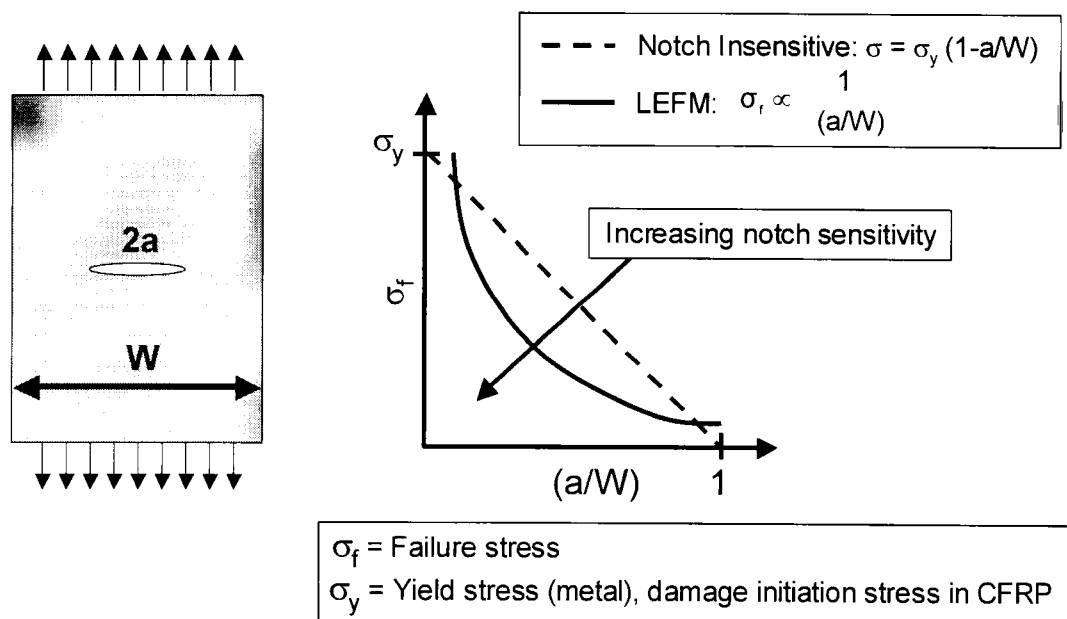 Notch Insensitive: σ = σy (1-a/W)
LEFM: σf ∝ 1
(a/W)
2a
W
σy
Increasing notch sensitivity
σf
(a/W) 1
σf = Failure stress
σy = Yield stress (metal), damage initiation stress in CFRP